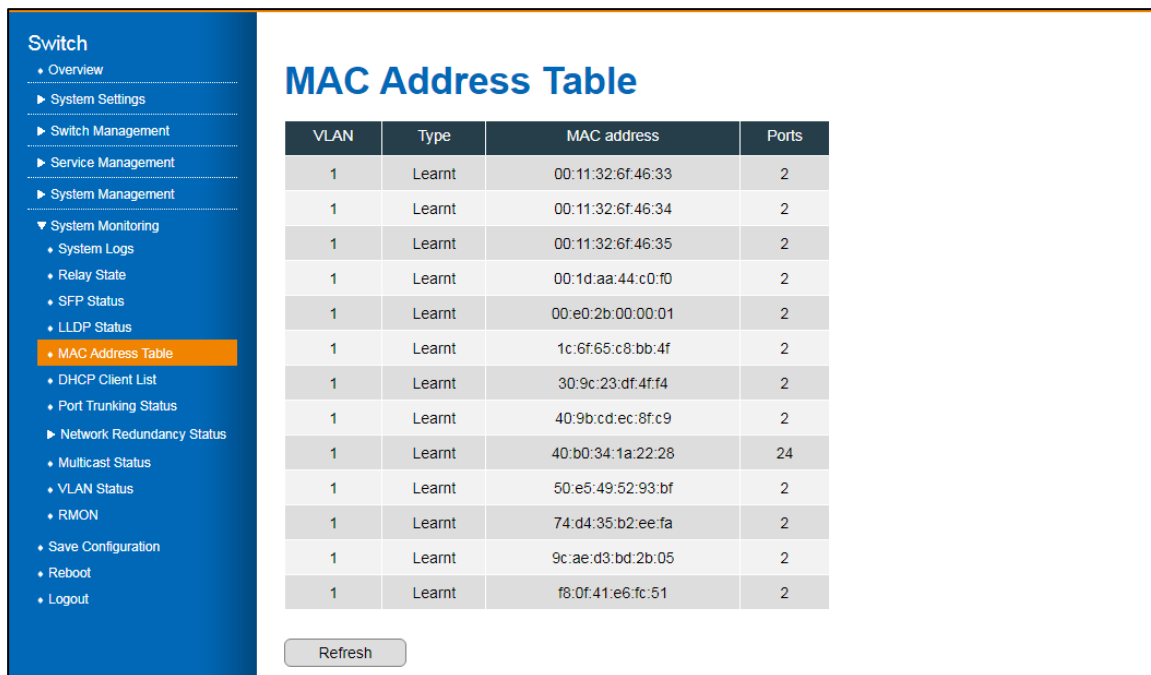 Switch
Overview
System Settings
Switch Management
Service Management
System Management
System Monitoring
System Logs
Relay State
SFP Status
LLDP Status
MAC Address Table
DHCP Client List
Port Trunking Status
Network Redundancy Status
Multicast Status
VLAN Status
RMON
Save Configuration
Reboot
Logout
MAC Address Table
VLAN Type MAC address Ports
1 Learnt 00:11:32:6f:46:33 2
1 Learnt 00:11:32:6f:46:34 2
1 Learnt 00:11:32:6f:46:35 2
1 Learnt 00:1d:aa:44:c0:f0 2
1 Learnt 00:e0:2b:00:00:01 2
1 Learnt 1c:6f:65:c8:bb:4f 2
1 Learnt 30:9c:23:df:4f:f4 2
1 Learnt 40:9b:cd:ec:8f:c9 2
1 Learnt 40:b0:34:1a:22:28 24
1 Learnt 50:e5:49:52:93:bf 2
1 Learnt 74:d4:35:b2:ee:fa 2
1 Learnt 9c:ae:d3:bd:2b:05 2
1 Learnt f8:0f:41:e6:fc:51 2
Refresh